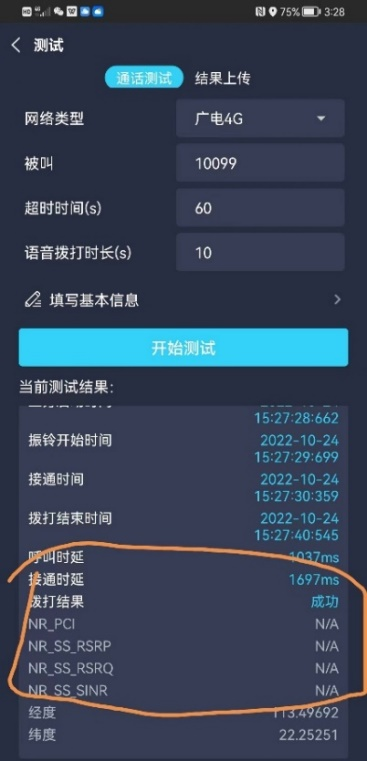 HD 75% 3:28
测试
通话测试 结果上传
网络类型 广电4G
被叫 10099
超时时间(s) 60
语音拨打时长(s) 10
填写基本信息
开始测试
当前测试结果:
15:27:28:662
振铃开始时间 2022-10-24
15:27:29:699
接通时间 2022-10-24
15:27:30:359
拨打结束时间 2022-10-24
15:27:40:545
呼叫时延 1037ms
接通时延 1697ms
拨打结果 成功
NR_PCI N/A
NR_SS_RSRP N/A
NR_SS_RSRQ N/A
NR_SS_SINR N/A
经度 113.49692
纬度 22.25251